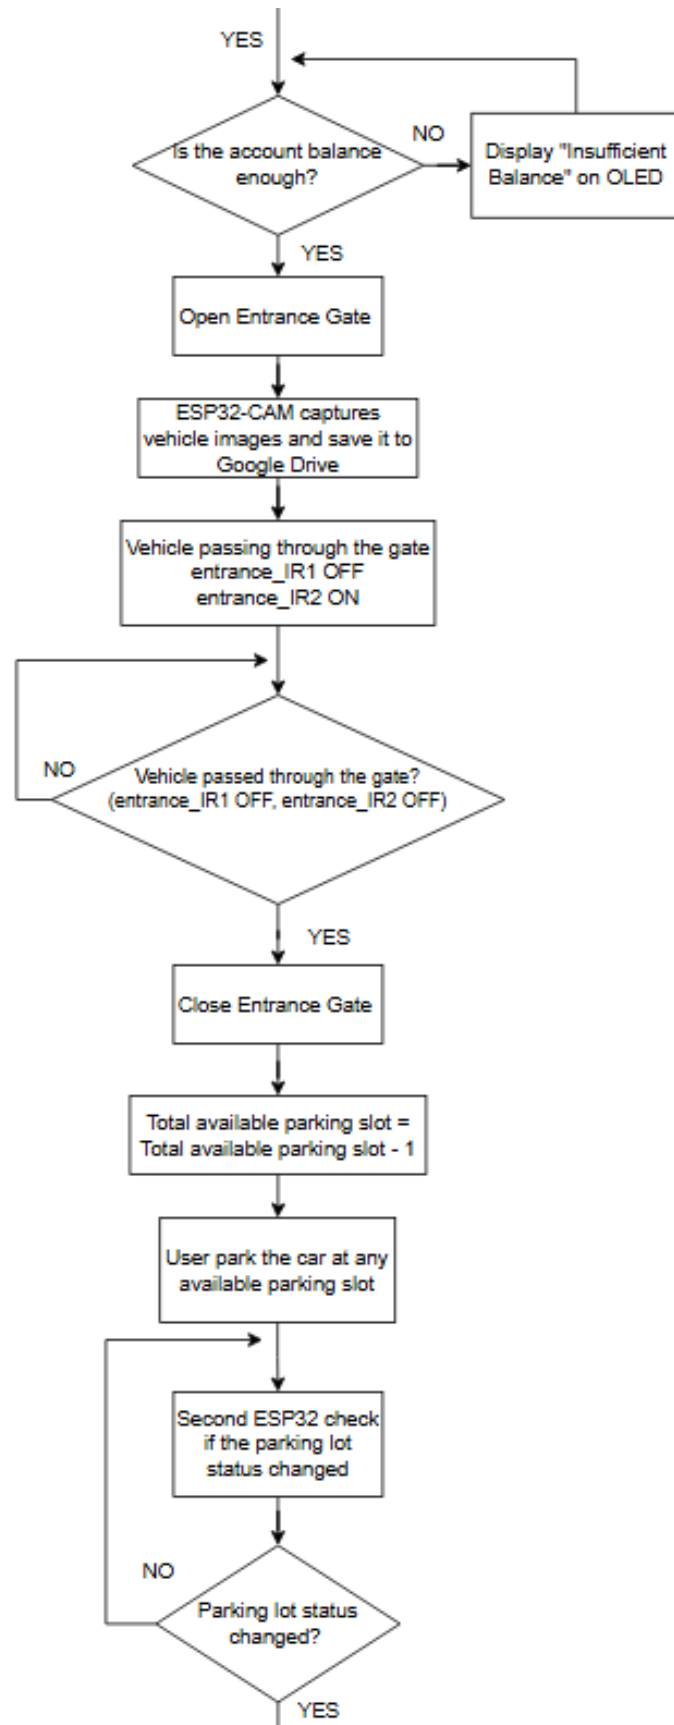 YES
Is the account balance
enough?
NO
Display "Insufficient
Balance" on OLED
YES
Open Entrance Gate
ESP32-CAM captures
vehicle images and save it to
Google Drive
Vehicle passing through the gate
entrance_IR1 OFF
entrance_IR2 ON
NO
Vehicle passed through the gate?
(entrance_IR1 OFF, entrance_IR2 OFF)
YES
Close Entrance Gate
Total available parking slot =
Total available parking slot - 1
User park the car at any
available parking slot
Second ESP32 check
if the parking lot
status changed
NO
Parking lot status
changed?
YES